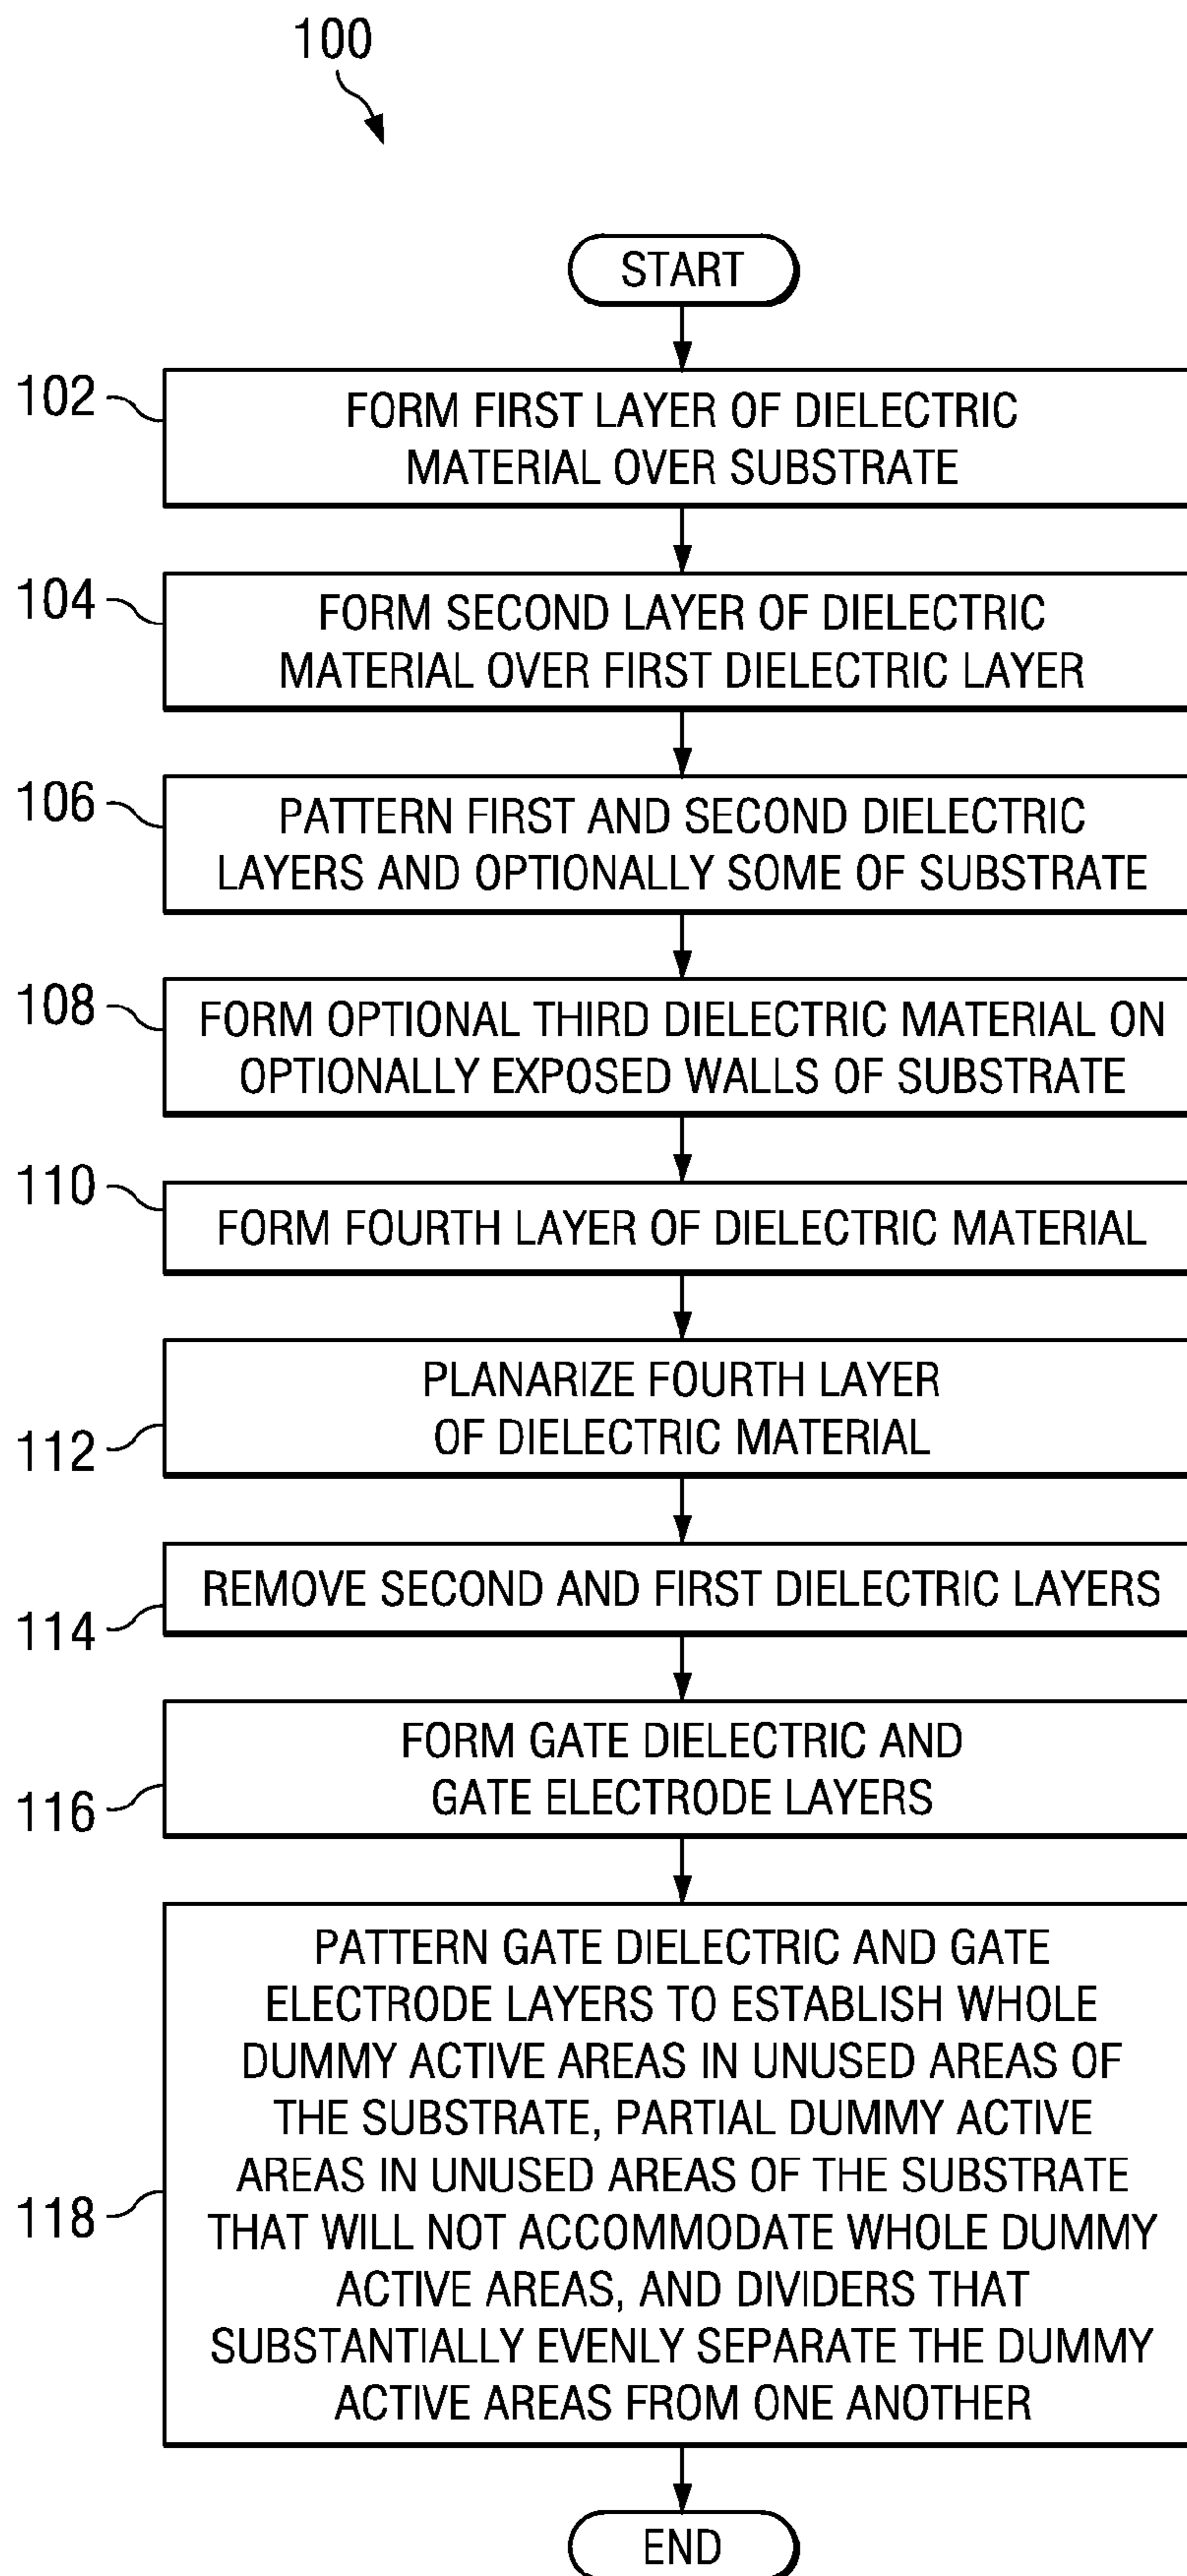 100
START
102
FORM FIRST LAYER OF DIELECTRIC
MATERIAL OVER SUBSTRATE
104
FORM SECOND LAYER OF DIELECTRIC
MATERIAL OVER FIRST DIELECTRIC LAYER
106
PATTERN FIRST AND SECOND DIELECTRIC
LAYERS AND OPTIONALLY SOME OF SUBSTRATE
108
FORM OPTIONAL THIRD DIELECTRIC MATERIAL ON
OPTIONALLY EXPOSED WALLS OF SUBSTRATE
110
FORM FOURTH LAYER OF DIELECTRIC MATERIAL
PLANARIZE FOURTH LAYER
OF DIELECTRIC MATERIAL
112
REMOVE SECOND AND FIRST DIELECTRIC LAYERS
114
FORM GATE DIELECTRIC AND
GATE ELECTRODE LAYERS
116
PATTERN GATE DIELECTRIC AND GATE
ELECTRODE LAYERS TO ESTABLISH WHOLE
DUMMY ACTIVE AREAS IN UNUSED AREAS OF
THE SUBSTRATE, PARTIAL DUMMY ACTIVE
AREAS IN UNUSED AREAS OF THE SUBSTRATE
THAT WILL NOT ACCOMMODATE WHOLE DUMMY
ACTIVE AREAS, AND DIVIDERS THAT
SUBSTANTIALLY EVENLY SEPARATE THE DUMMY
ACTIVE AREAS FROM ONE ANOTHER
118
END